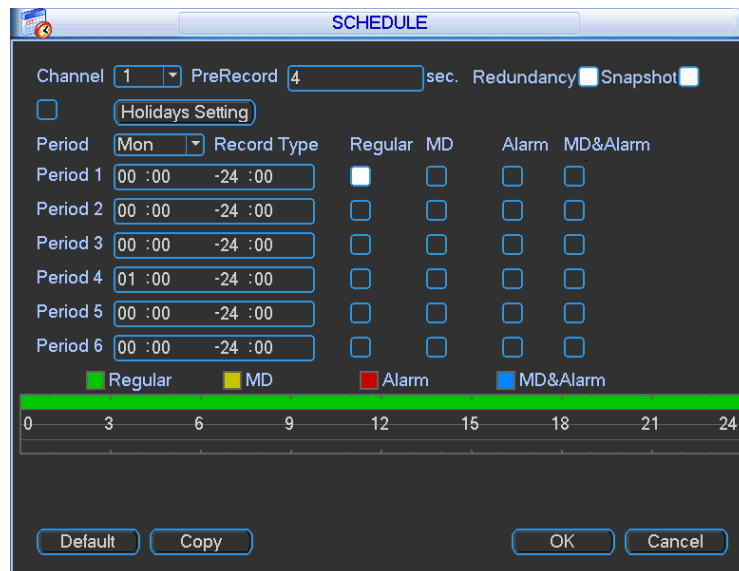 SCHEDULE
Channel 1 PreRecord 4 sec. Redundancy Snapshot
Holidays Setting
Period Mon Record Type Regular MD Alarm MD&Alarm
Period 1 00 :00 -24 :00
Period 2 00 :00 -24 :00
Period 3 00 :00 -24 :00
Period 4 01 :00 -24 :00
Period 5 00 :00 -24 :00
Period 6 00 :00 -24 :00
Regular MD Alarm MD&Alarm
0 3 6 9 12 15 18 21 24
Default Copy OK Cancel